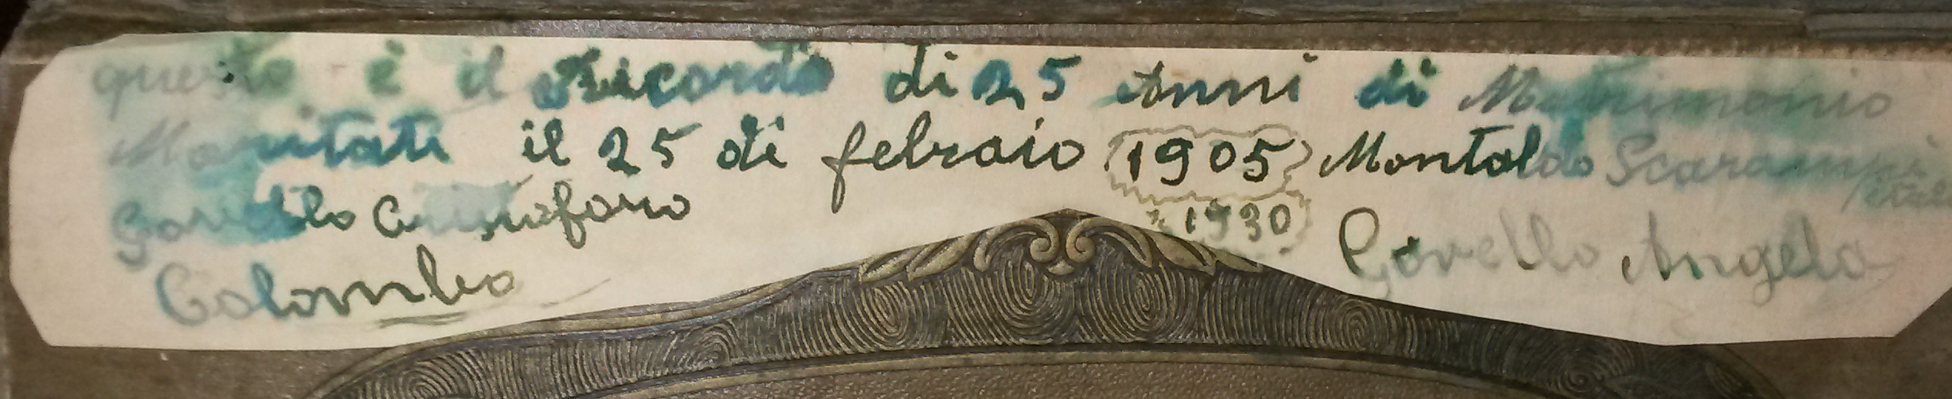 questo è il Ricordo di 25 Anni di Matrimonio
Maritati il 25 di febraio 1905 Montaldo Scarampi
Italia
Gorello Cristoforo 1930 Gorello Angela
Colombo